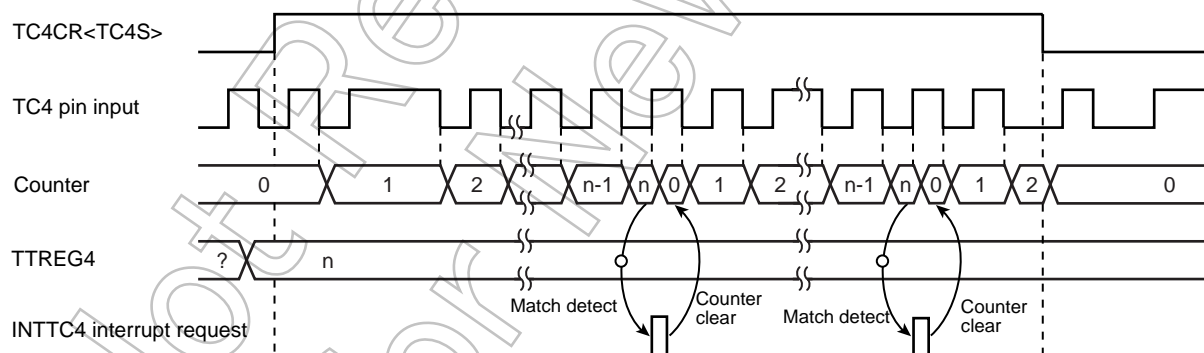 TC4CR<TC4S>
TC4 pin input
Counter 0 1 2 n-1 n 0 1 2 n-1 n 0 1 2 0
TTREG4 ? n
Match detect Counter clear Match detect Counter clear
INTTC4 interrupt request